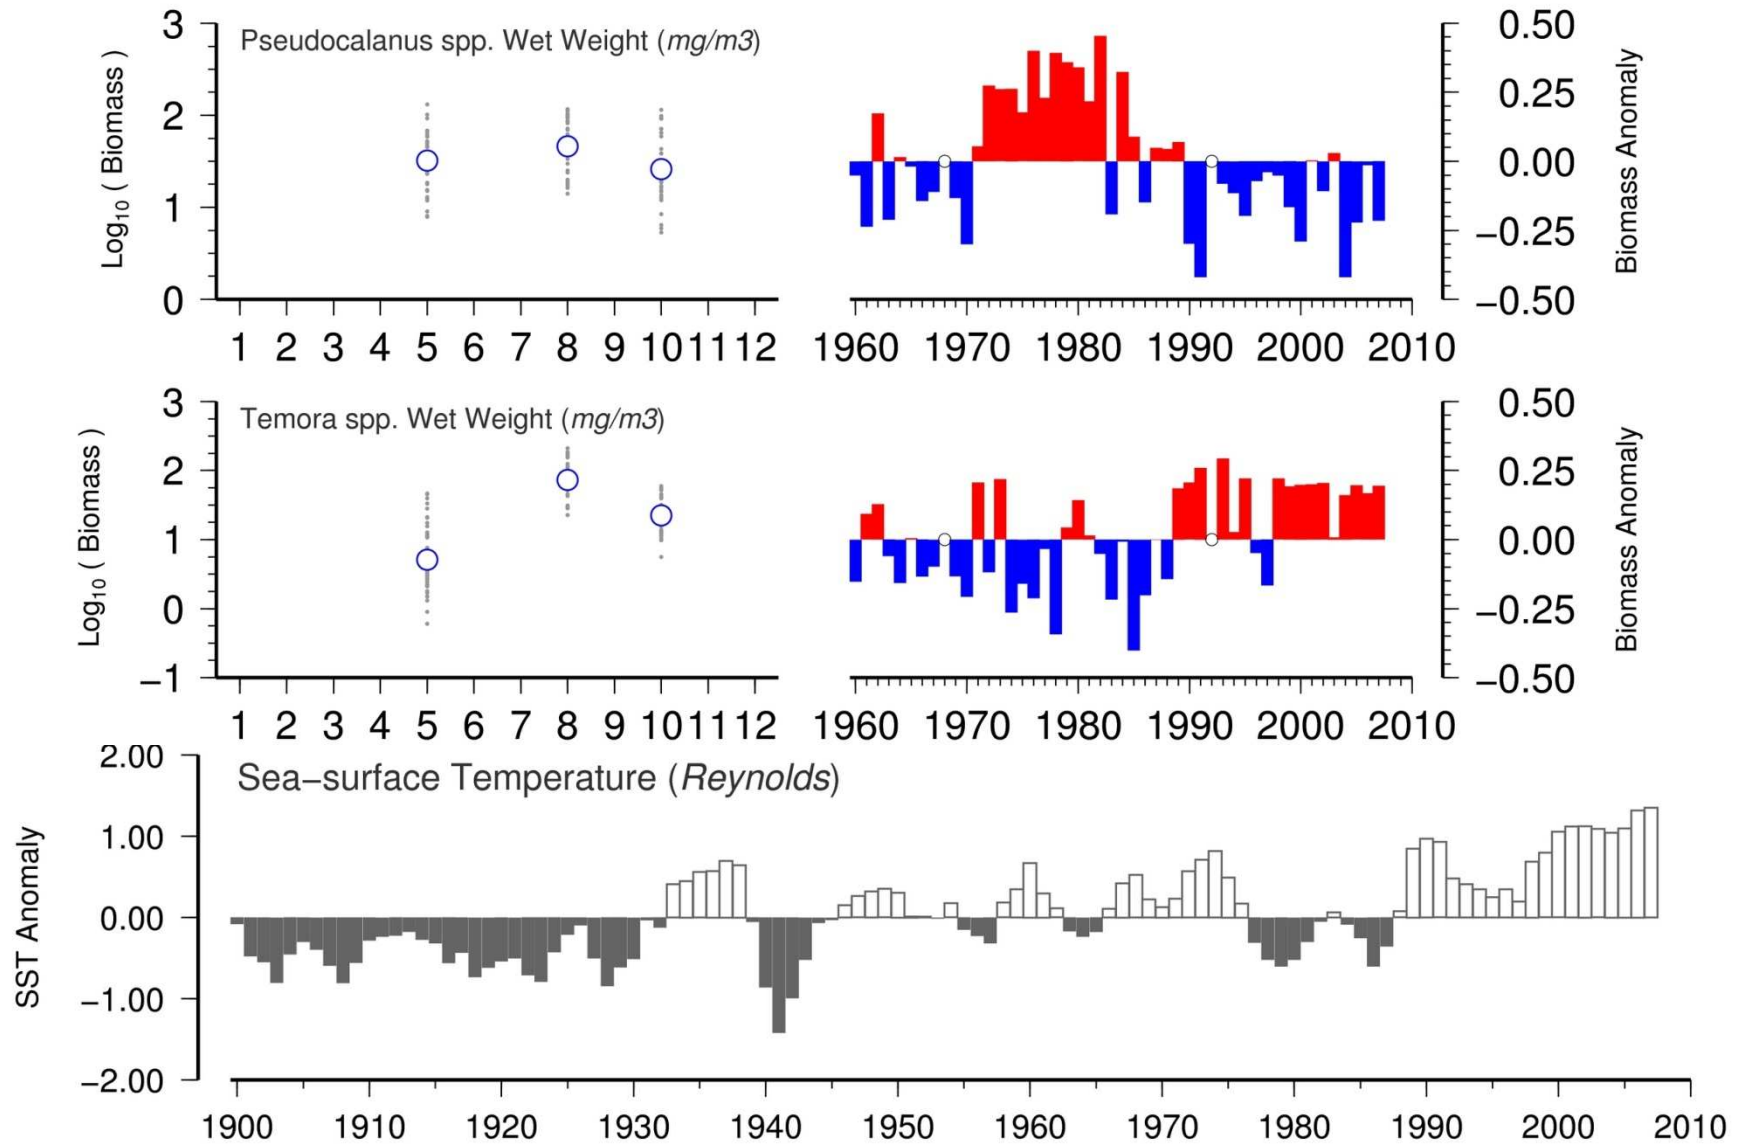 Pseudocalanus spp. Wet Weight (mg/m3)
Log10 ( Biomass )
3
2
1
0
1 2 3 4 5 6 7 8 9 10 11 12
0.50
0.25
0.00
−0.25
−0.50
Biomass Anomaly
1960 1970 1980 1990 2000 2010
Temora spp. Wet Weight (mg/m3)
Log10 ( Biomass )
3
2
1
0
−1
1 2 3 4 5 6 7 8 9 10 11 12
0.50
0.25
0.00
−0.25
−0.50
Biomass Anomaly
1960 1970 1980 1990 2000 2010
Sea−surface Temperature (Reynolds)
SST Anomaly
2.00
1.00
0.00
−1.00
−2.00
1900 1910 1920 1930 1940 1950 1960 1970 1980 1990 2000 2010